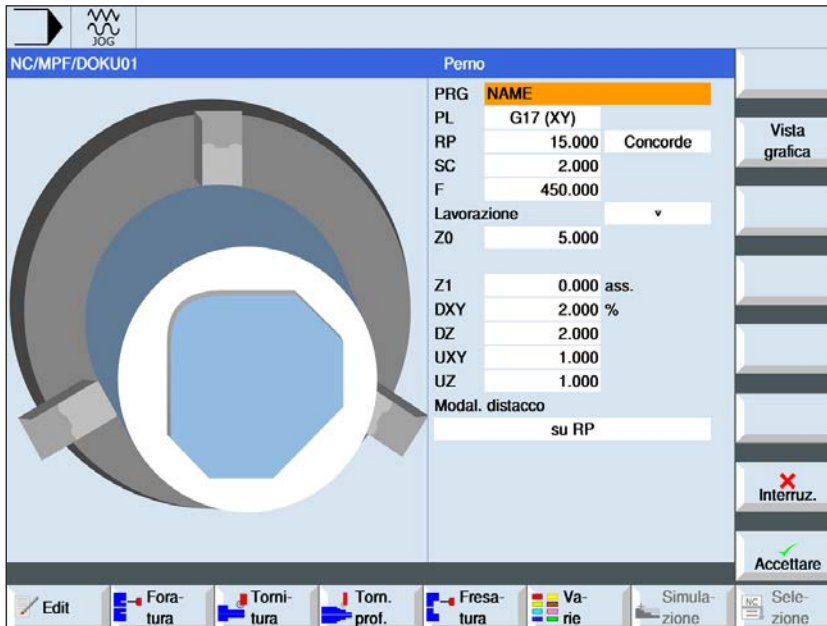 JOG
NC/MPF/DOKU01
Perno
PRG NAME
PL G17 (XY)
RP 15.000 Concorde
SC 2.000
F 450.000
Lavorazione
Z0 5.000
Z1 0.000 ass.
DXY 2.000 %
DZ 2.000
UXY 1.000
UZ 1.000
Modal. distacco
su RP
Vista
grafica
Interruz.
Accettare
Edit
Fora-
tura
Torni-
tura
Torn.
prof.
Fresa-
tura
Va-
rie
Simula-
zione
NC
Sele-
zione